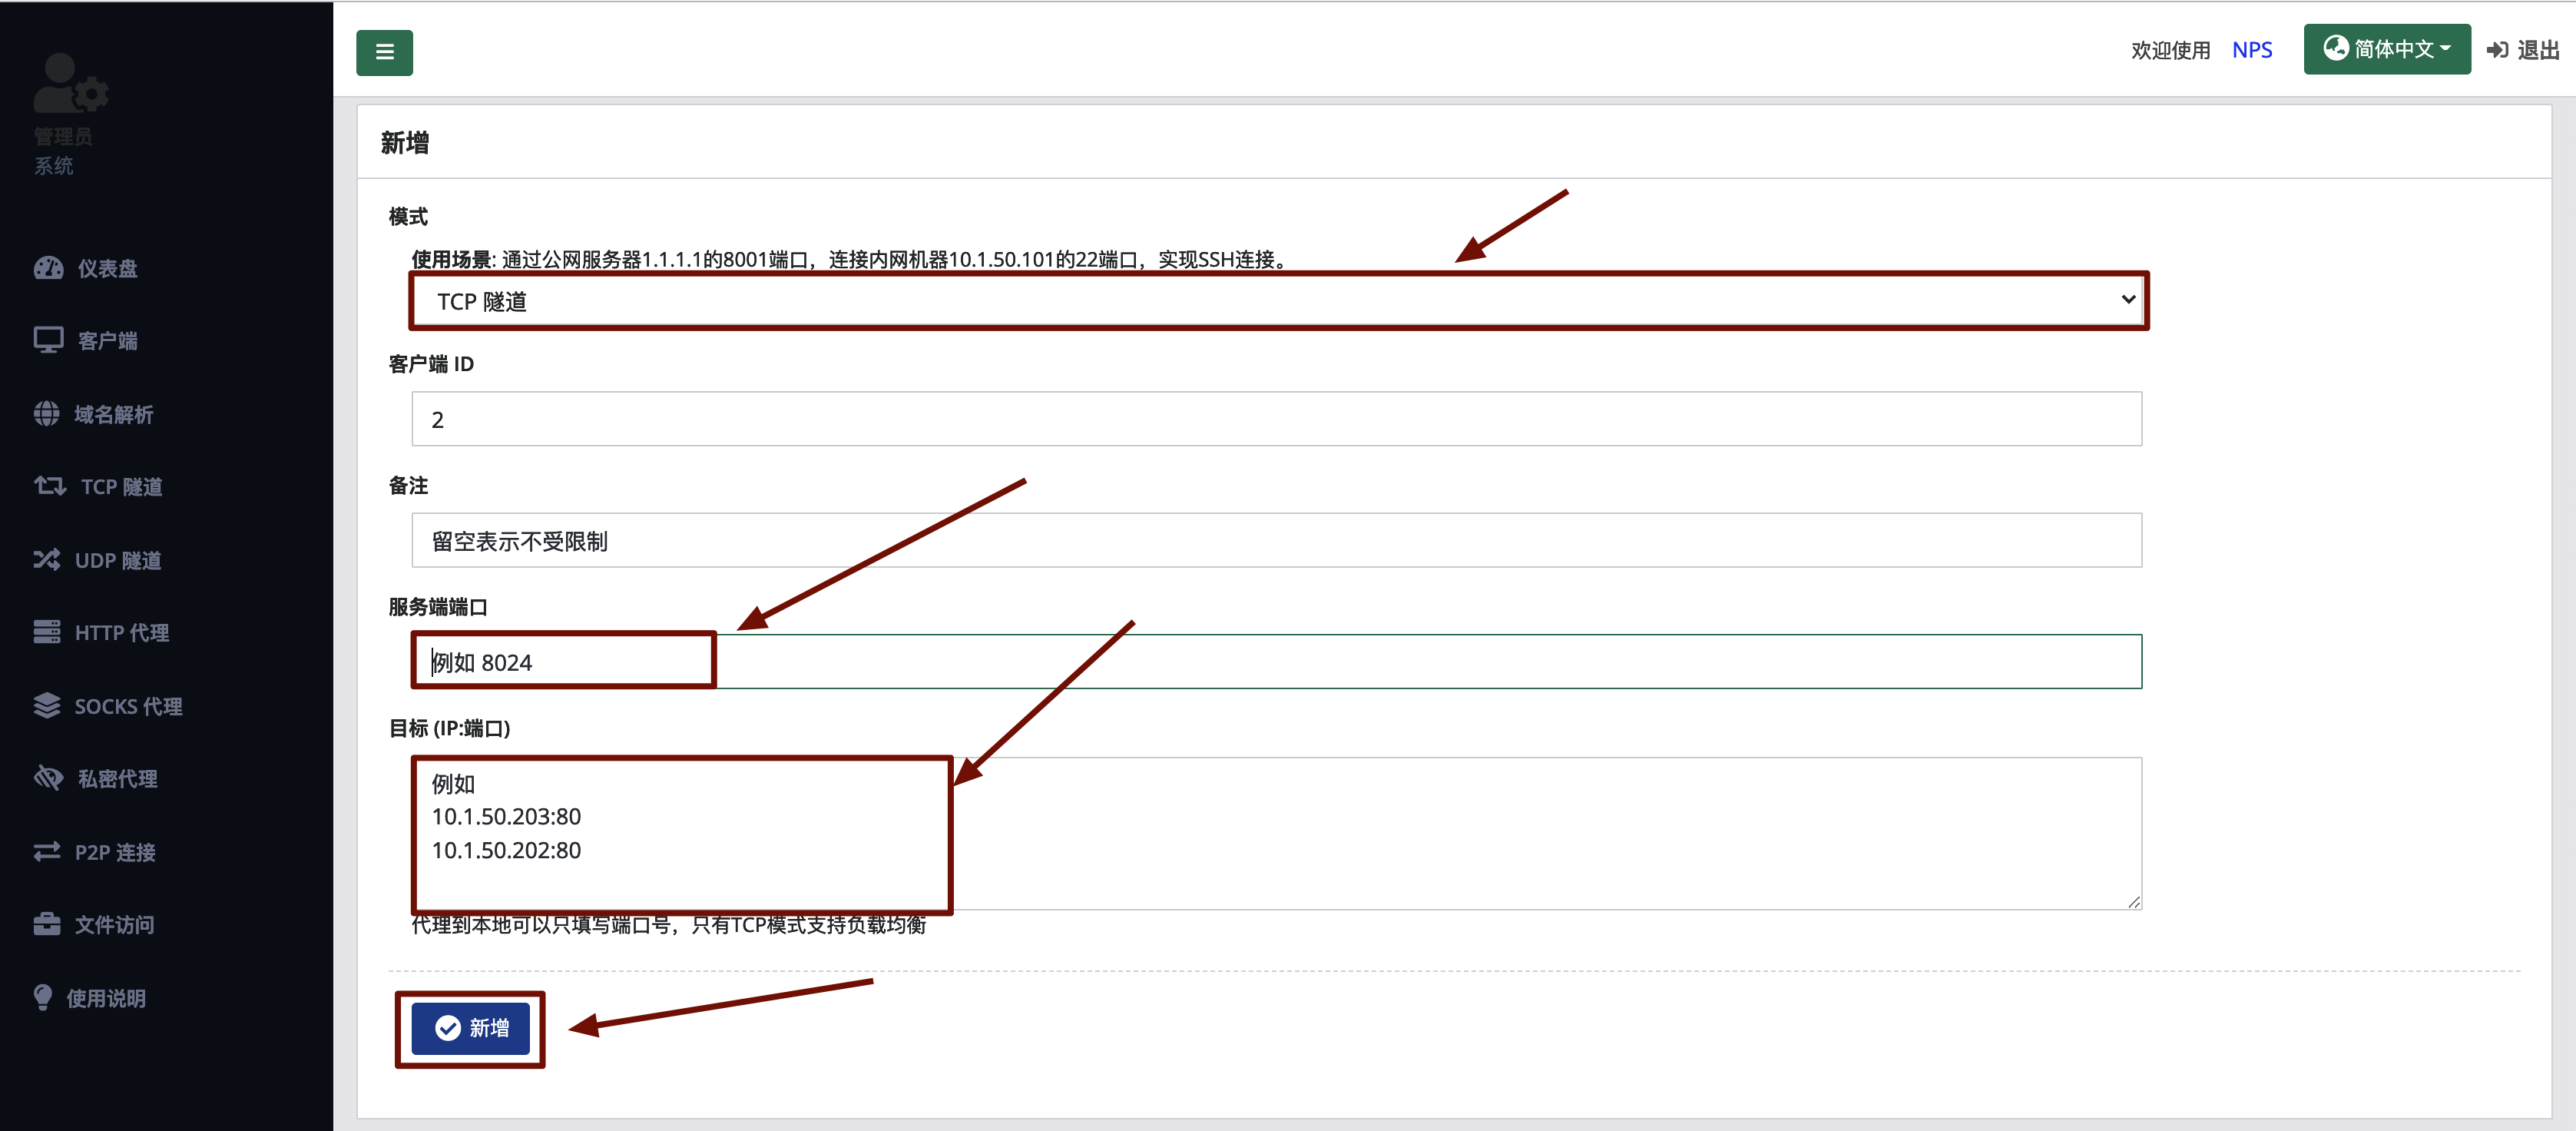 欢迎使用 NPS 简体中文 退出
管理员
系统
仪表盘
客户端
域名解析
TCP 隧道
UDP 隧道
HTTP 代理
SOCKS 代理
私密代理
P2P 连接
文件访问
使用说明
新增
模式
使用场景: 通过公网服务器1.1.1.1的8001端口，连接内网机器10.1.50.101的22端口，实现SSH连接。
TCP 隧道
客户端 ID
2
备注
留空表示不受限制
服务端端口
例如 8024
目标 (IP:端口)
例如
10.1.50.203:80
10.1.50.202:80
代理到本地可以只填写端口号，只有TCP模式支持负载均衡
新增